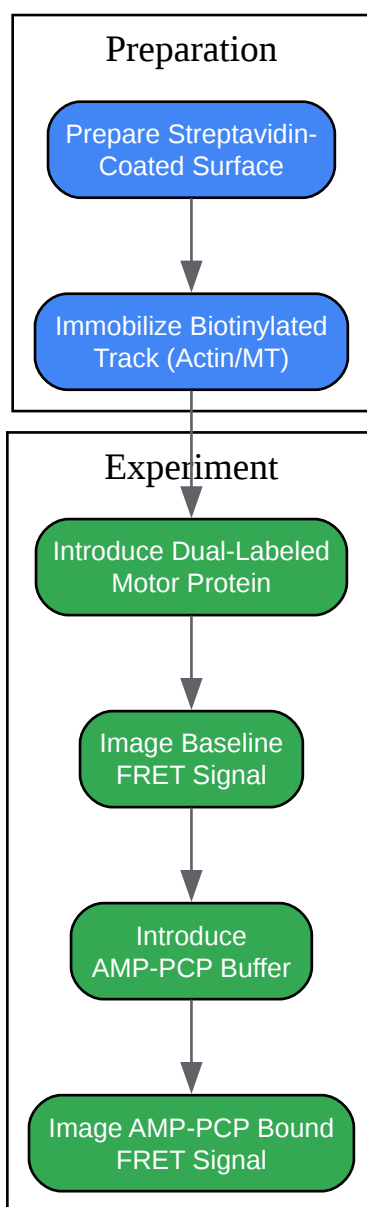 Preparation
Prepare Streptavidin-
Coated Surface
Immobilize Biotinylated
Track (Actin/MT)
Experiment
Introduce Dual-Labeled
Motor Protein
Image Baseline
FRET Signal
Introduce
AMP-PCP Buffer
Image AMP-PCP Bound
FRET Signal